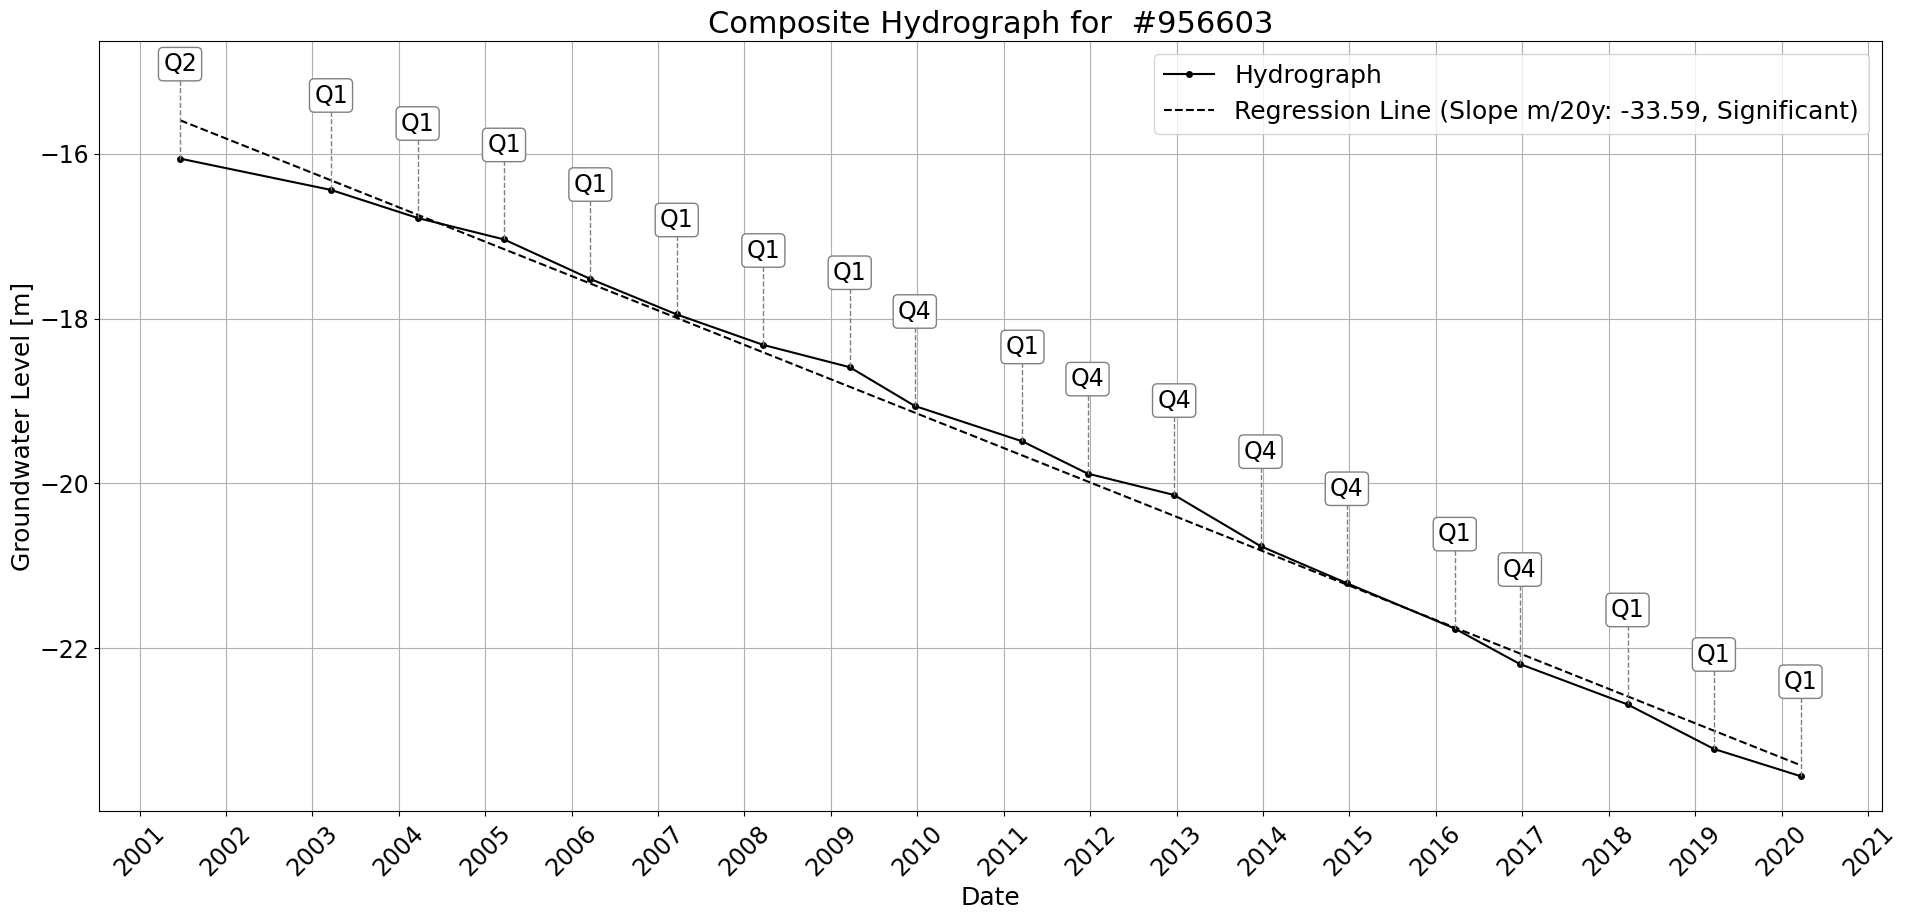 Composite Hydrograph for  #956603
Hydrograph
Regression Line (Slope m/20y: -33.59, Significant)
Q2
Q1
Q1
Q1
Q1
Q1
Q1
Q1
Q4
Q1
Q4
Q4
Q4
Q4
Q1
Q4
Q1
Q1
Q1
Groundwater Level [m]
−16
−18
−20
−22
2001
2002
2003
2004
2005
2006
2007
2008
2009
2010
2011
2012
2013
2014
2015
2016
2017
2018
2019
2020
2021
Date